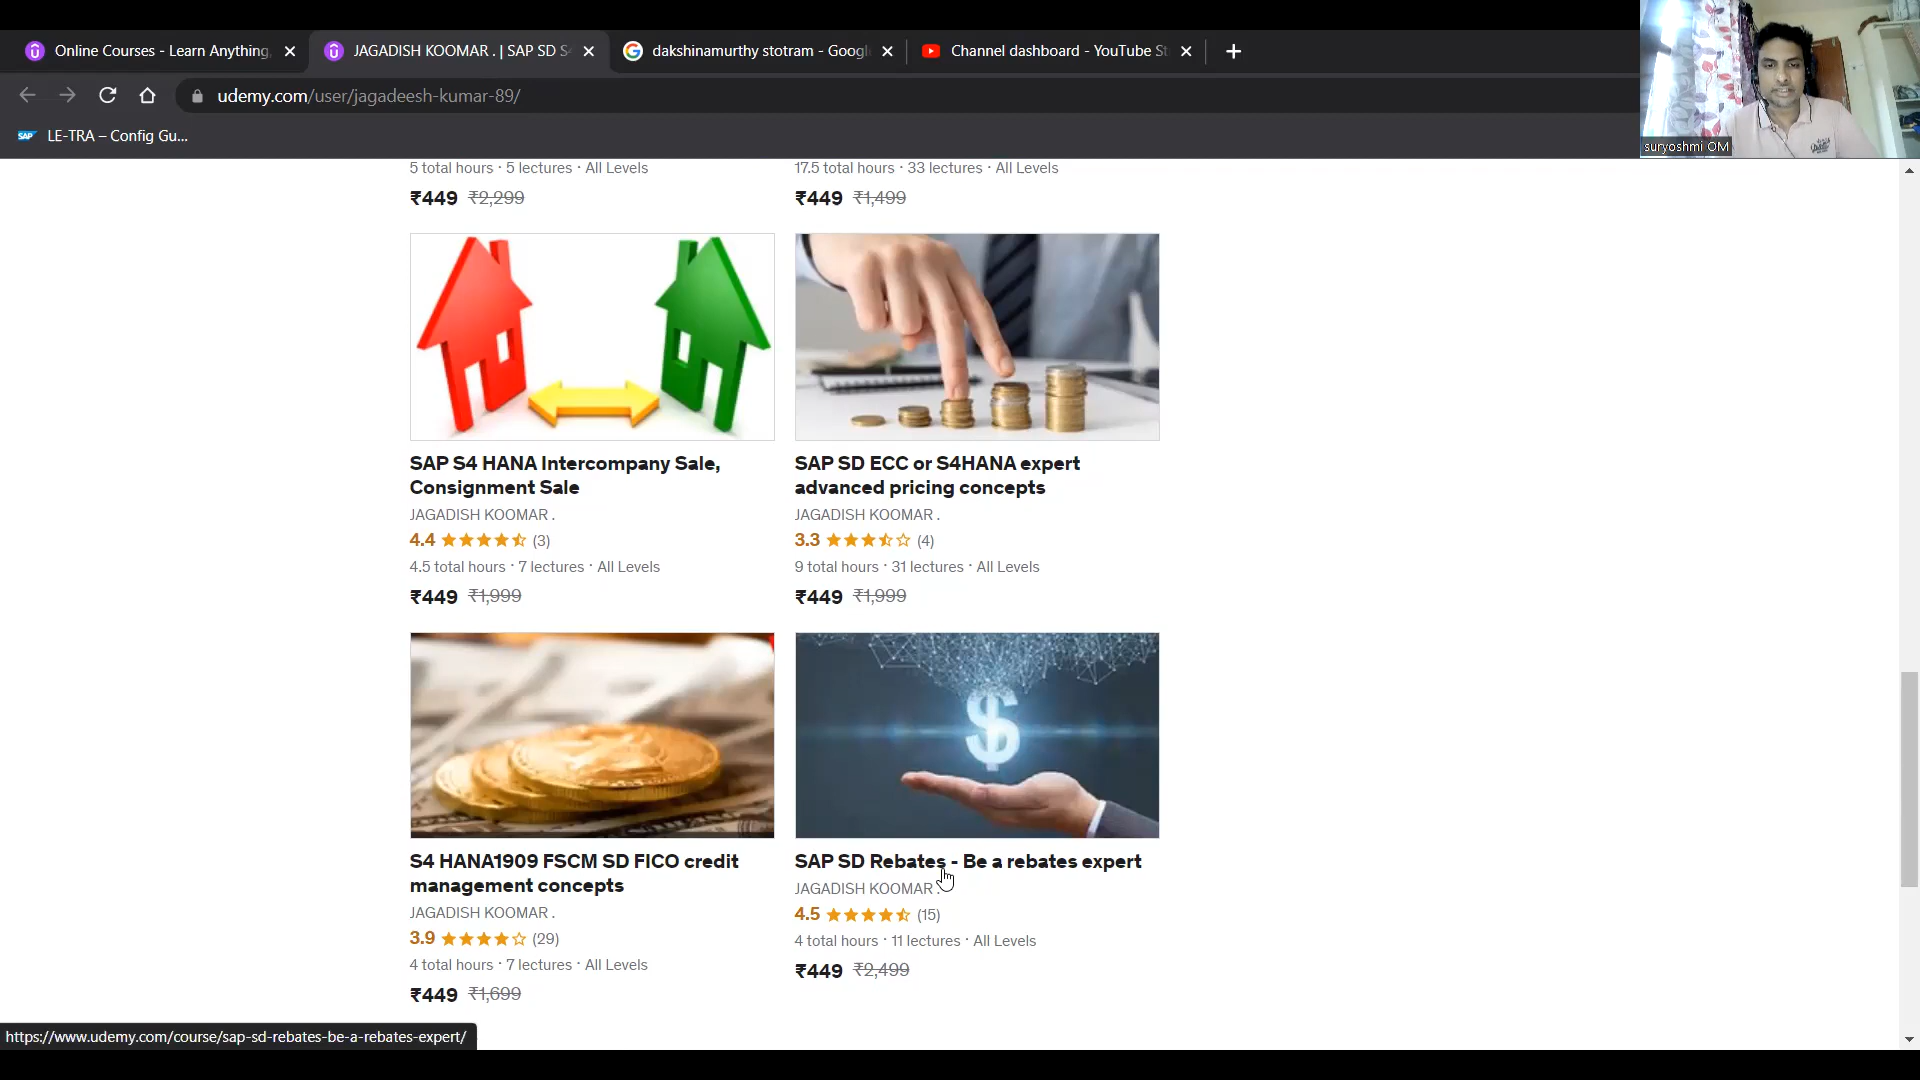 Online Courses - Learn Anything,
JAGADISH KOOMAR . | SAP SD S
dakshinamurthy stotram - Googl
Channel dashboard - YouTube St
udemy.com/user/jagadeesh-kumar-89/
SAP LE-TRA – Config Gu...
suryoshmi OM
5 total hours · 5 lectures · All Levels
₹449 ₹2,299
17.5 total hours · 33 lectures · All Levels
₹449 ₹1,499
SAP S4 HANA Intercompany Sale,
Consignment Sale
JAGADISH KOOMAR .
4.4 (3)
4.5 total hours · 7 lectures · All Levels
₹449 ₹1,999
SAP SD ECC or S4HANA expert
advanced pricing concepts
JAGADISH KOOMAR .
3.3 (4)
9 total hours · 31 lectures · All Levels
₹449 ₹1,999
S4 HANA1909 FSCM SD FICO credit
management concepts
JAGADISH KOOMAR .
3.9 (29)
4 total hours · 7 lectures · All Levels
₹449 ₹1,699
SAP SD Rebates - Be a rebates expert
JAGADISH KOOMAR .
4.5 (15)
4 total hours · 11 lectures · All Levels
₹449 ₹2,499
https://www.udemy.com/course/sap-sd-rebates-be-a-rebates-expert/